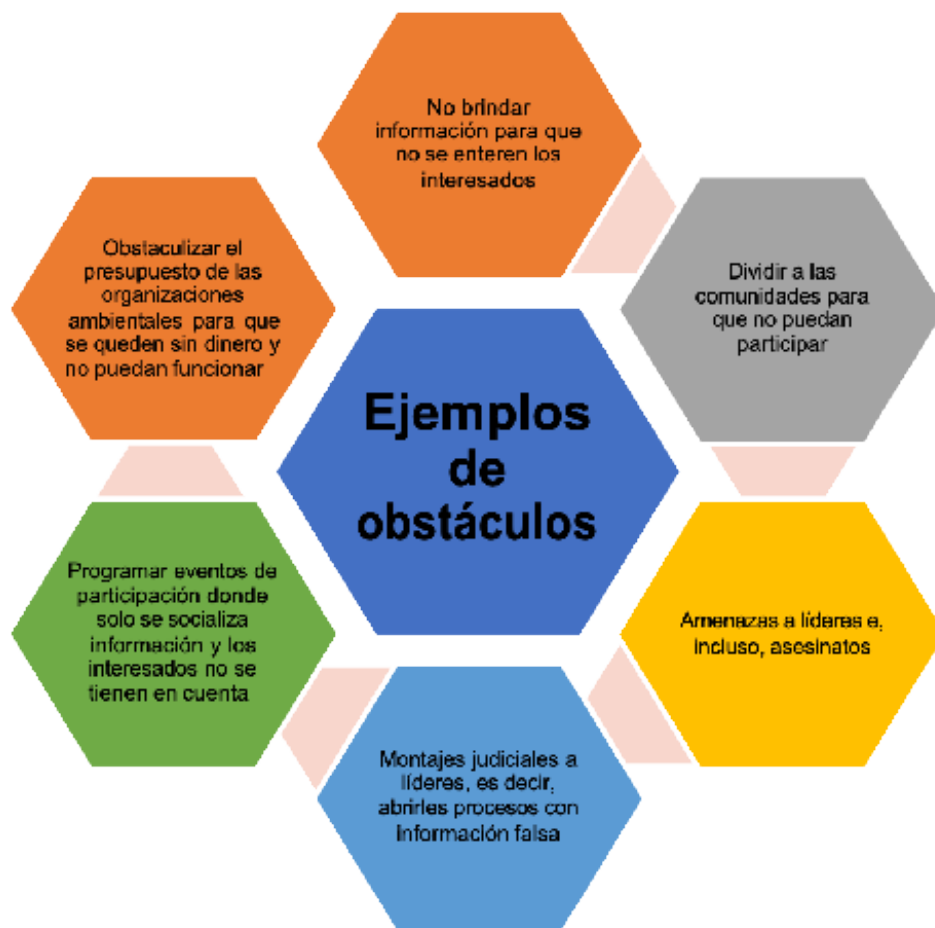 No brindar
información para que
no se enteren los
interesados
Dividir a las
comunidades para
que no puedan
participar
Amenazas a líderes e,
incluso, asesinatos
Montajes judiciales a
líderes, es decir,
abrirles procesos con
información falsa
Programar eventos de
participación donde
solo se socializa
información y los
interesados no se
tienen en cuenta
Obstaculizar el
presupuesto de las
organizaciones
ambientales para que
se queden sin dinero y
no puedan funcionar
Ejemplos
de
obstáculos